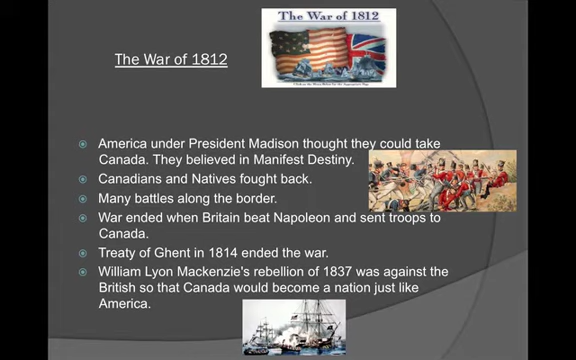 The War of 1812
The War of 1812
America under President Madison thought they could take
Canada. They believed in Manifest Destiny.
Canadians and Natives fought back.
Many battles along the border.
War ended when Britain beat Napoleon and sent troops to
Canada.
Treaty of Ghent in 1814 ended the war.
William Lyon Mackenzie's rebellion of 1837 was against the
British so that Canada would become a nation just like
America.